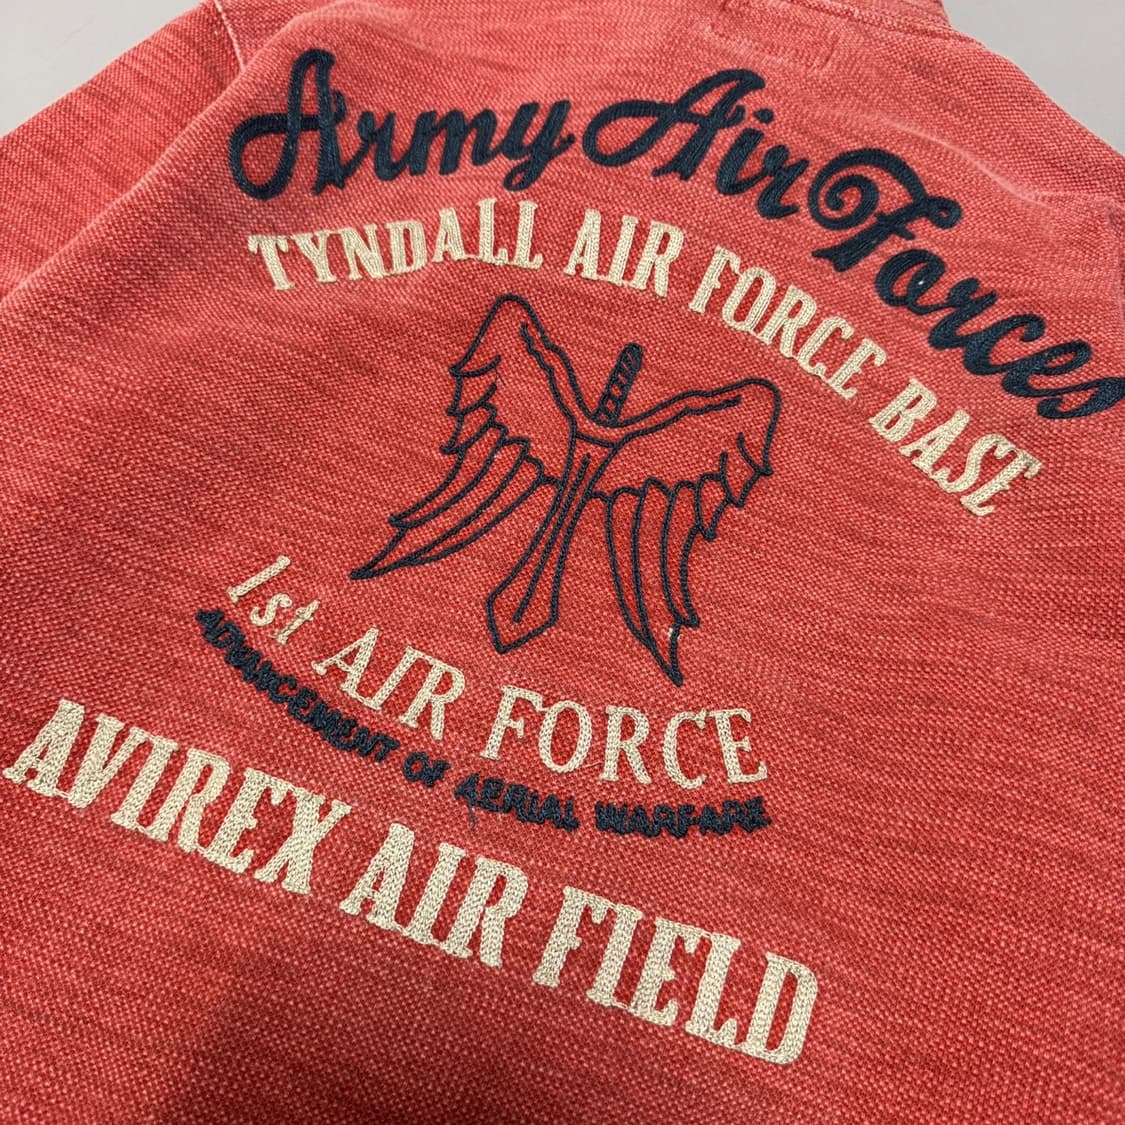 Army Air Forces
TYNDALL AIR FORCE BASE
1st AIR FORCE
ADVANCEMENT OF AERIAL WARFARE
AVIREX AIR FIELD